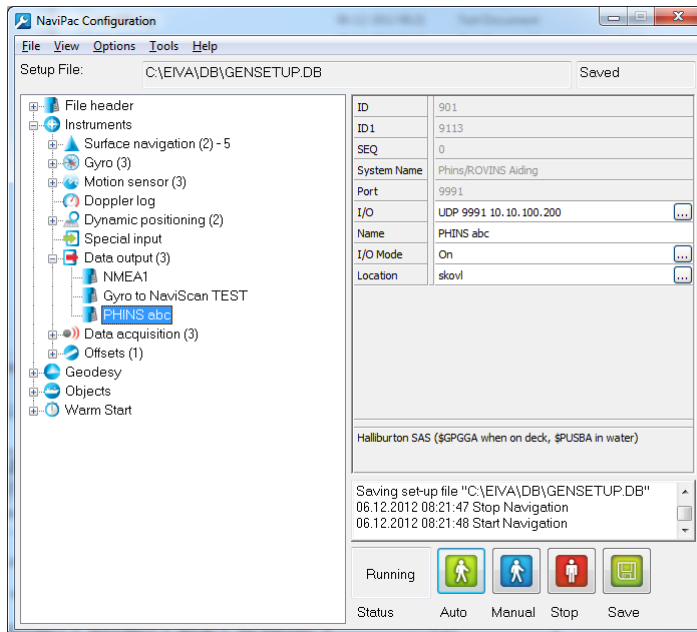 NaviPac Configuration
File View Options Tools Help
Setup File: C:\EIVA\DB\GENSETUP.DB Saved
File header
Instruments
Surface navigation (2) - 5
Gyro (3)
Motion sensor (3)
Doppler log
Dynamic positioning (2)
Special input
Data output (3)
NMEA1
Gyro to NaviScan TEST
PHINS abc
Data acquisition (3)
Offsets (1)
Geodesy
Objects
Warm Start
ID 901
ID1 9113
SEQ 0
System Name Phins/ROVINS Aiding
Port 9991
I/O UDP 9991 10.10.100.200 ...
Name PHINS abc
I/O Mode On ...
Location skovl ...
Halliburton SAS ($GPGGA when on deck, $PUSBA in water)
Saving set-up file "C:\EIVA\DB\GENSETUP.DB"
06.12.2012 08:21:47 Stop Navigation
06.12.2012 08:21:48 Start Navigation
Running
Status Auto Manual Stop Save